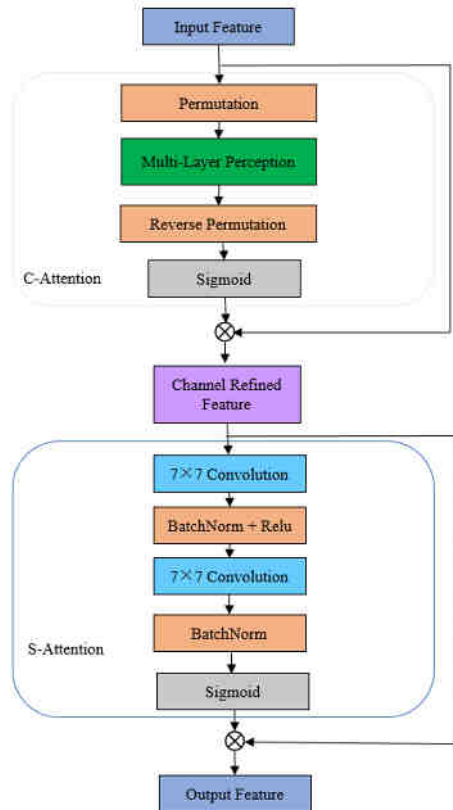 Input Feature
Permutation
Multi-Layer Perception
Reverse Permutation
C-Attention
Sigmoid
Channel Refined
Feature
7×7 Convolution
BatchNorm + Relu
7×7 Convolution
BatchNorm
S-Attention
Sigmoid
Output Feature